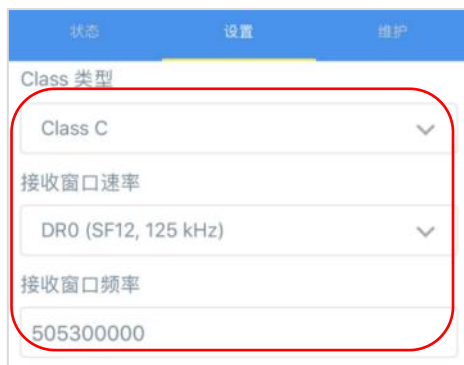 状态 设置 维护
Class 类型
Class C
接收窗口速率
DR0 (SF12, 125 kHz)
接收窗口频率
505300000